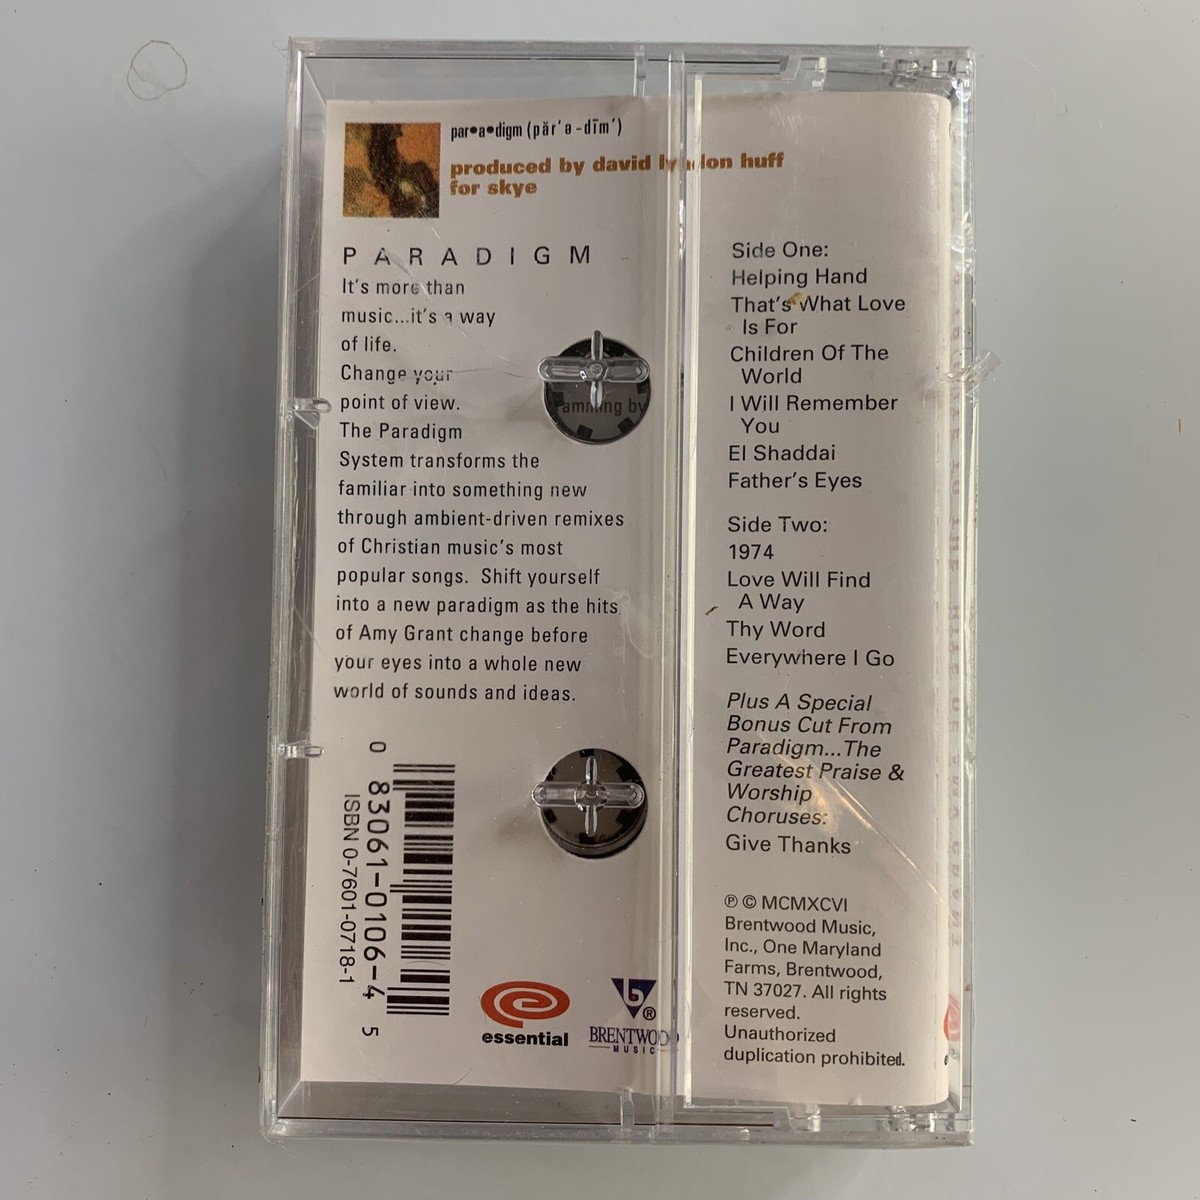 par•a•digm (păr′ə-dīm′)
produced by david lyndon huff
for skye
PARADIGM
It's more than
music...it's a way
of life.
Change your
point of view.
The Paradigm
System transforms the
familiar into something new
through ambient-driven remixes
of Christian music's most
popular songs. Shift yourself
into a new paradigm as the hits
of Amy Grant change before
your eyes into a whole new
world of sounds and ideas.
amming by
0 83061-0106-4 5
ISBN 0-7601-0718-1
essential
b®
BRENTWOOD
MUSIC
Side One:
Helping Hand
That's What Love
Is For
Children Of The
World
I Will Remember
You
El Shaddai
Father's Eyes
Side Two:
1974
Love Will Find
A Way
Thy Word
Everywhere I Go
Plus A Special
Bonus Cut From
Paradigm...The
Greatest Praise &
Worship
Choruses:
Give Thanks
℗ © MCMXCVI
Brentwood Music,
Inc., One Maryland
Farms, Brentwood,
TN 37027. All rights
reserved.
Unauthorized
duplication prohibited.